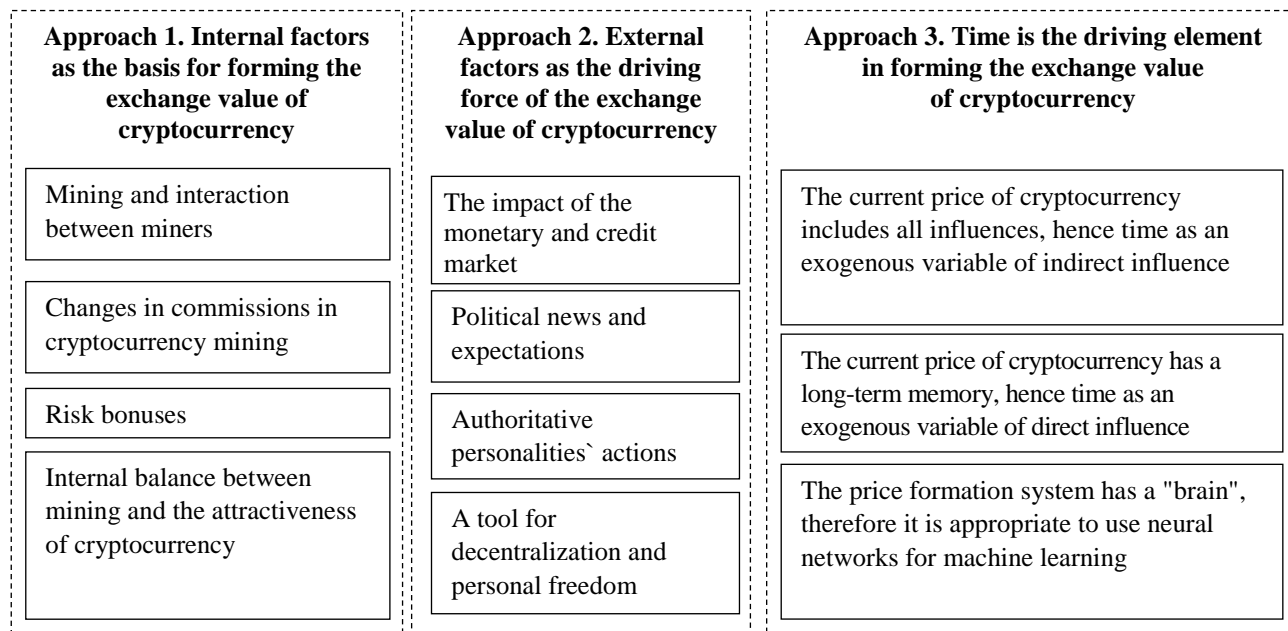 Approach 1. Internal factors
as the basis for forming the
exchange value of
cryptocurrency
Mining and interaction
between miners
Changes in commissions in
cryptocurrency mining
Risk bonuses
Internal balance between
mining and the attractiveness
of cryptocurrency
Approach 2. External
factors as the driving
force of the exchange
value of cryptocurrency
The impact of the
monetary and credit
market
Political news and
expectations
Authoritative
personalities` actions
A tool for
decentralization and
personal freedom
Approach 3. Time is the driving element
in forming the exchange value
of cryptocurrency
The current price of cryptocurrency
includes all influences, hence time as an
exogenous variable of indirect influence
The current price of cryptocurrency has a
long-term memory, hence time as an
exogenous variable of direct influence
The price formation system has a "brain",
therefore it is appropriate to use neural
networks for machine learning